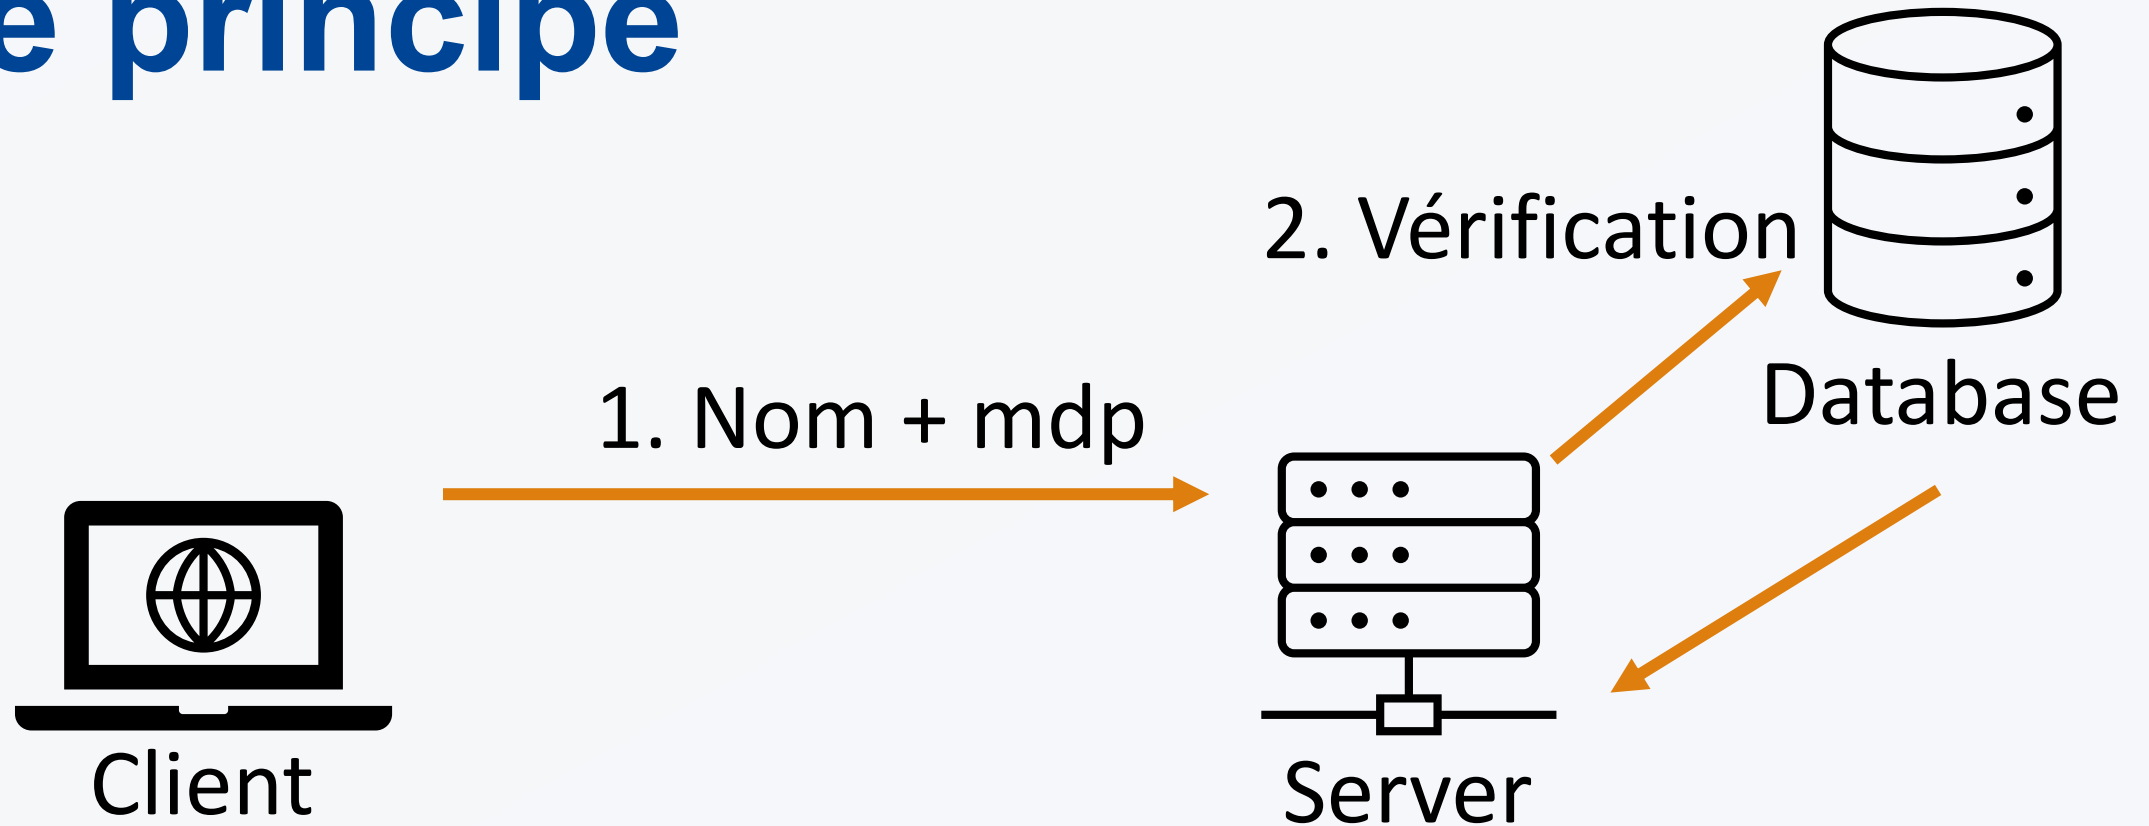 e principe
2. Vérification
Database
1. Nom + mdp
Client
Server